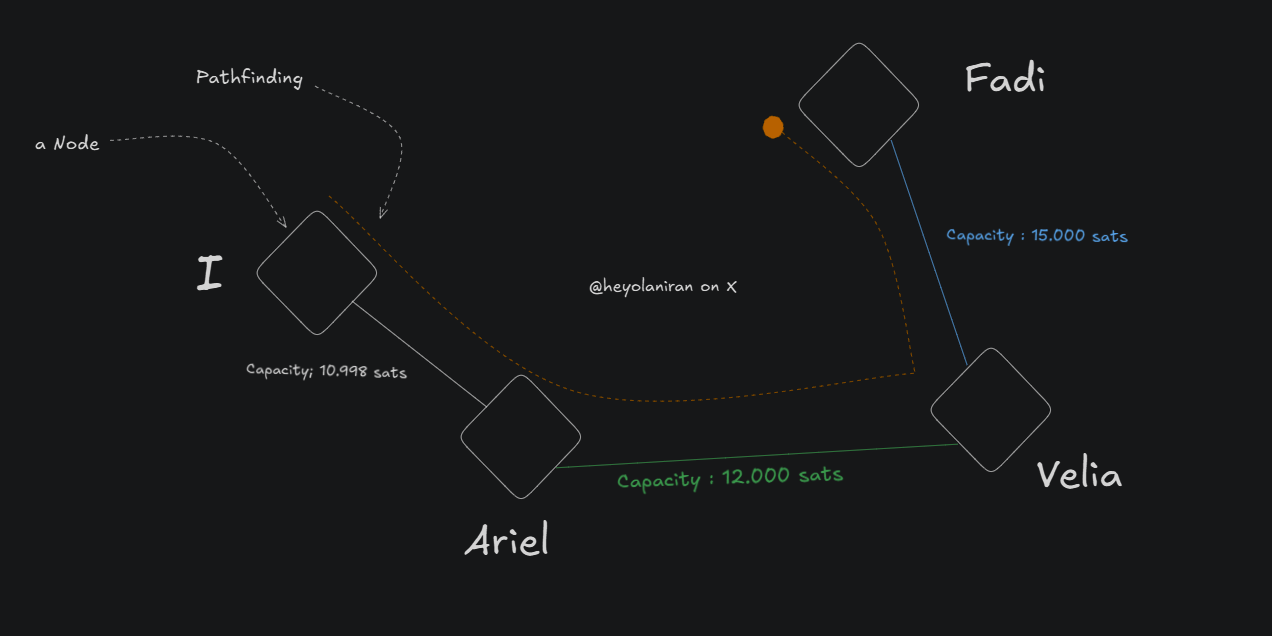 Pathfinding
a Node
Fadi
Capacity : 15.000 sats
I
@heyolaniran on X
Capacity; 10.998 sats
Capacity : 12.000 sats
Velia
Ariel